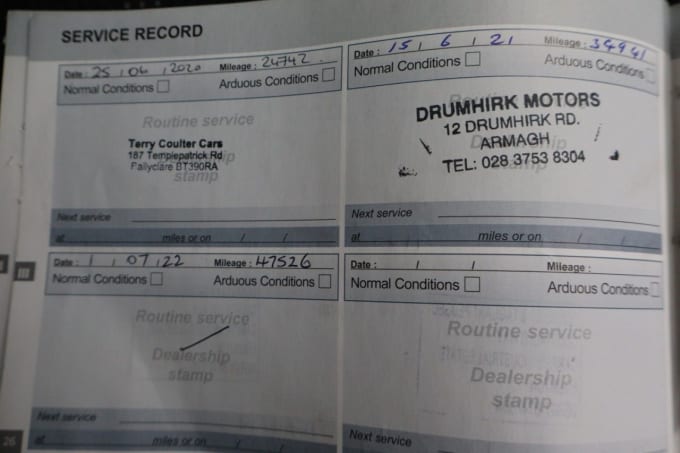 SERVICE RECORD
Date : 25 / 06 / 2020 Mileage : 24742
Normal Conditions Arduous Conditions
Routine service
Terry Coulter Cars
187 Templepatrick Rd
Ballyclare BT390RA
stamp
Next service
at miles or on / /
Date : 15 / 6 / 21 Mileage : 34941
Normal Conditions Arduous Conditions
DRUMHIRK MOTORS
12 DRUMHIRK RD.
ARMAGH
TEL: 028 3753 8304
stamp
Next service
at miles or on / /
Date : 1 / 07 / 22 Mileage : 47526
Normal Conditions Arduous Conditions
Routine service
Dealership
stamp
Next service
at miles or on / /
Date : / / Mileage :
Normal Conditions Arduous Conditions
Routine service
Dealership
stamp
Next service
26